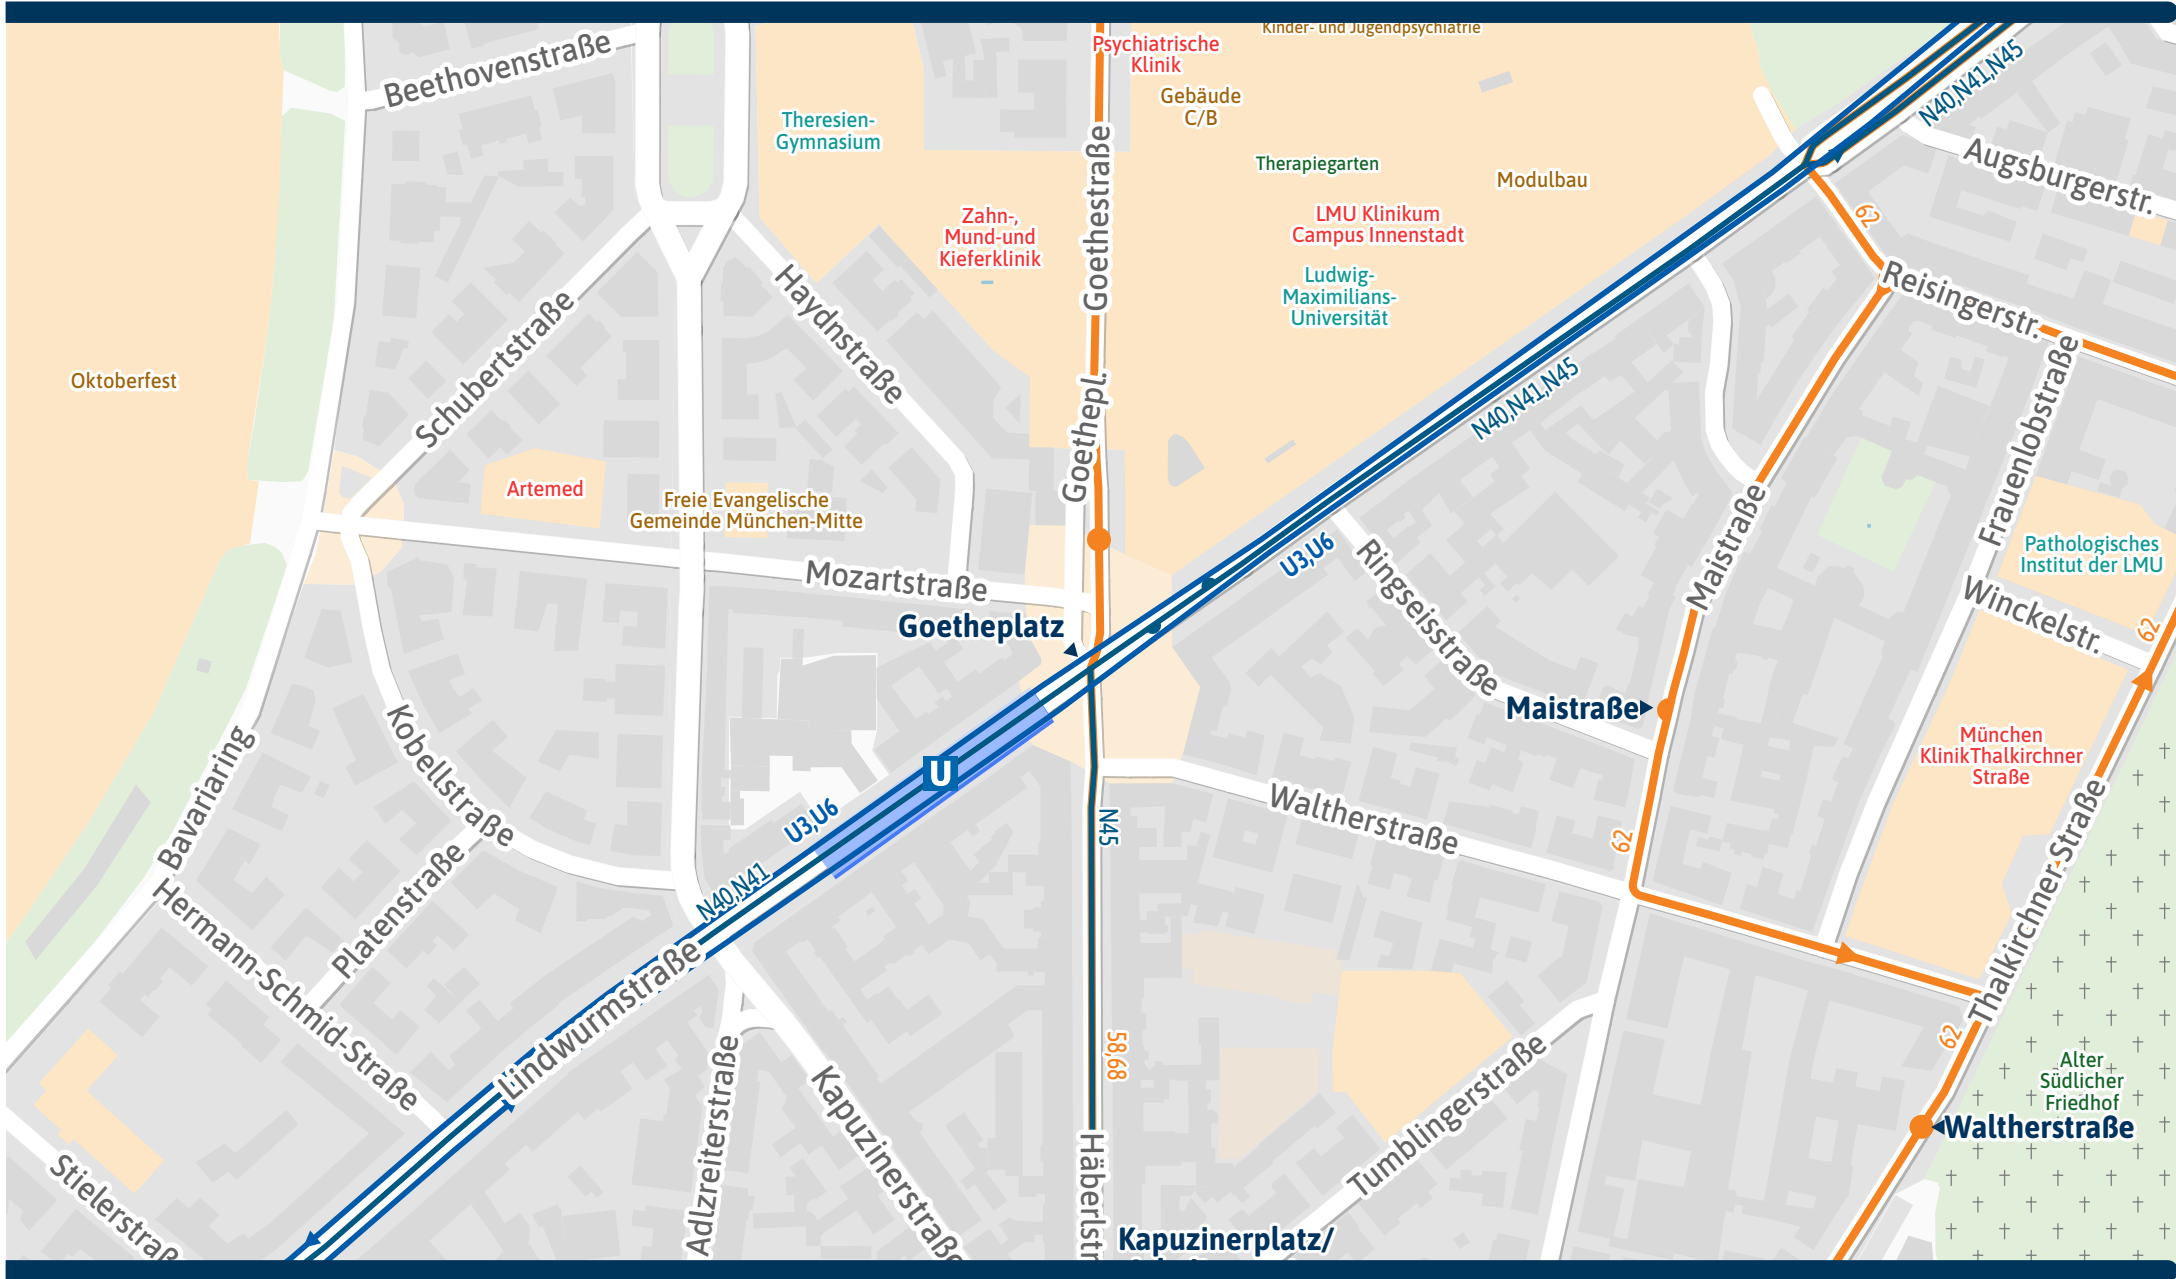 Kinder- und Jugendpsychiatrie
Psychiatrische
Klinik
Beethovenstraße
Gebäude
C/B
N40,N41,N45
Theresien-
Gymnasium
Goethestraße
Therapiegarten
Modulbau
Augsburgerstr.
Zahn-,
Mund-und
Kieferklinik
LMU Klinikum
Campus Innenstadt
62
Ludwig-
Maximilians-
Universität
Haydnstraße
Reisingerstr.
Schubertstraße
Oktoberfest
Goethepl.
N40,N41,N45
Frauenlobstraße
Artemed
Freie Evangelische
Gemeinde München-Mitte
Maistraße
U3,U6
Ringseisstraße
Pathologisches
Institut der LMU
Mozartstraße
Winckelstr.
Goetheplatz
62
Maistraße
Kobellstraße
Bavariaring
München
KlinikThalkirchner
Straße
U
U3,U6
N45
Waltherstraße
62
Platenstraße
N40,N41
Thalkirchner-Straße
Hermann-Schmid-Straße
Lindwurmstraße
58,68
62
Adlzreiterstraße
Kapuzinerstraße
Tumblingerstraße
Alter
Südlicher
Friedhof
Waltherstraße
Häberlstr
Stielerstraß
Kapuzinerplatz/